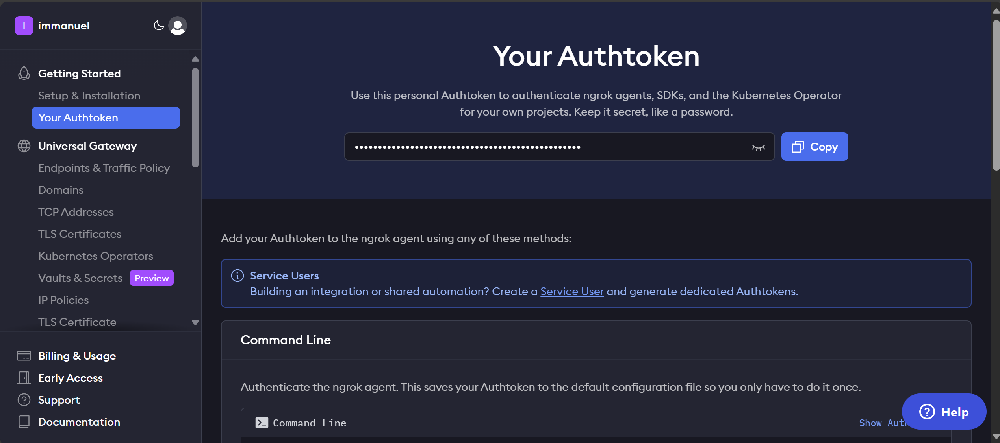 I immanuel
Getting Started
Setup & Installation
Your Authtoken
Universal Gateway
Endpoints & Traffic Policy
Domains
TCP Addresses
TLS Certificates
Kubernetes Operators
Vaults & Secrets Preview
IP Policies
TLS Certificate
Billing & Usage
Early Access
Support
Documentation
Your Authtoken
Use this personal Authtoken to authenticate ngrok agents, SDKs, and the Kubernetes Operator
for your own projects. Keep it secret, like a password.
Copy
Add your Authtoken to the ngrok agent using any of these methods:
Service Users
Building an integration or shared automation? Create a Service User and generate dedicated Authtokens.
Command Line
Authenticate the ngrok agent. This saves your Authtoken to the default configuration file so you only have to do it once.
Command Line
Show
Help